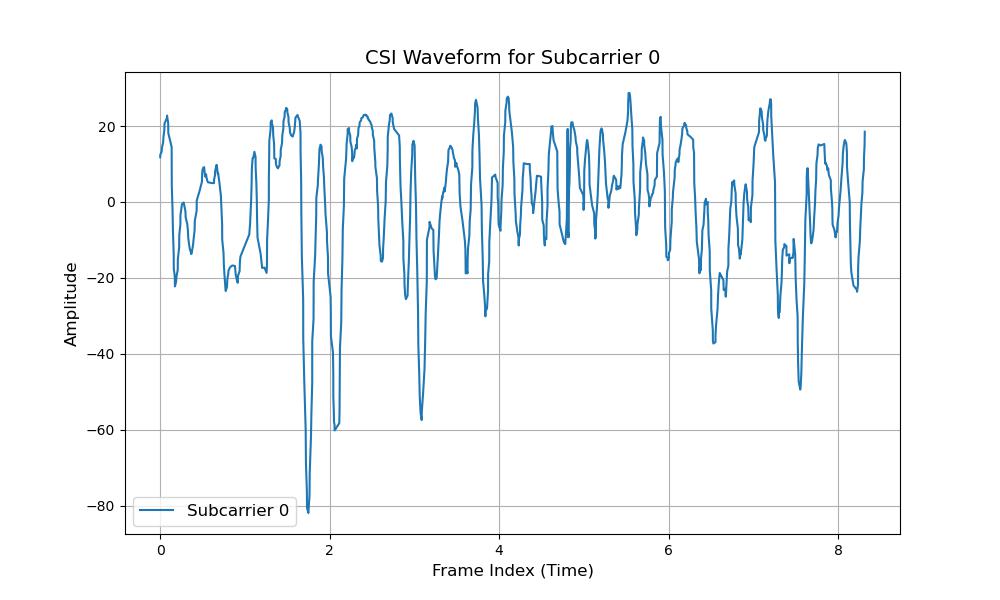 CSI Waveform for Subcarrier 0
Amplitude
20
0
−20
−40
−60
−80
Subcarrier 0
0 2 4 6 8
Frame Index (Time)